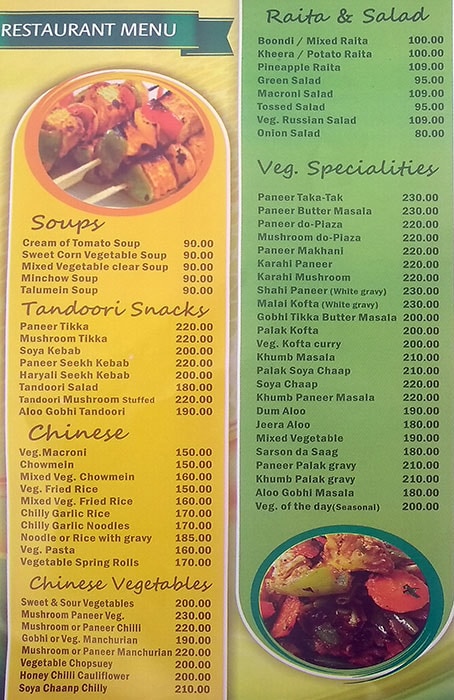 RESTAURANT MENU
Soups
Cream of Tomato Soup 90.00
Sweet Corn Vegetable Soup 90.00
Mixed Vegetable clear Soup 90.00
Minchow Soup 90.00
Talumein Soup 90.00
Tandoori Snacks
Paneer Tikka 220.00
Mushroom Tikka 220.00
Soya Kebab 200.00
Paneer Seekh Kebab 220.00
Haryali Seekh Kebab 200.00
Tandoori Salad 180.00
Tandoori Mushroom Stuffed 220.00
Aloo Gobhi Tandoori 190.00
Chinese
Veg.Macroni 150.00
Chowmein 150.00
Mixed Veg. Chowmein 160.00
Veg. Fried Rice 150.00
Mixed Veg. Fried Rice 160.00
Chilly Garlic Rice 170.00
Chilly Garlic Noodles 170.00
Noodle or Rice with gravy 185.00
Veg. Pasta 160.00
Vegetable Spring Rolls 170.00
Chinese Vegetables
Sweet & Sour Vegetables 200.00
Mushroom Paneer Veg. 230.00
Mushroom or Paneer Chilli 220.00
Gobhi or Veg. Manchurian 190.00
Mushroom or Paneer Manchurian 220.00
Vegetable Chopsuey 200.00
Honey Chilli Cauliflower 200.00
Soya Chaanp Chilly 210.00
Raita & Salad
Boondi / Mixed Raita 100.00
Kheera / Potato Raita 100.00
Pineapple Raita 109.00
Green Salad 95.00
Macroni Salad 109.00
Tossed Salad 95.00
Veg. Russian Salad 109.00
Onion Salad 80.00
Veg. Specialities
Paneer Taka-Tak 230.00
Paneer Butter Masala 230.00
Paneer do-Piaza 220.00
Mushroom do-Piaza 220.00
Paneer Makhani 220.00
Karahi Paneer 220.00
Karahi Mushroom 220.00
Shahi Paneer (White gravy) 230.00
Malai Kofta (White gravy) 230.00
Gobhi Tikka Butter Masala 200.00
Palak Kofta 200.00
Veg. Kofta curry 200.00
Khumb Masala 210.00
Palak Soya Chaap 210.00
Soya Chaap 220.00
Khumb Paneer Masala 220.00
Dum Aloo 190.00
Jeera Aloo 180.00
Mixed Vegetable 190.00
Sarson da Saag 180.00
Paneer Palak gravy 210.00
Khumb Palak gravy 210.00
Aloo Gobhi Masala 180.00
Veg. of the day(Seasonal) 200.00